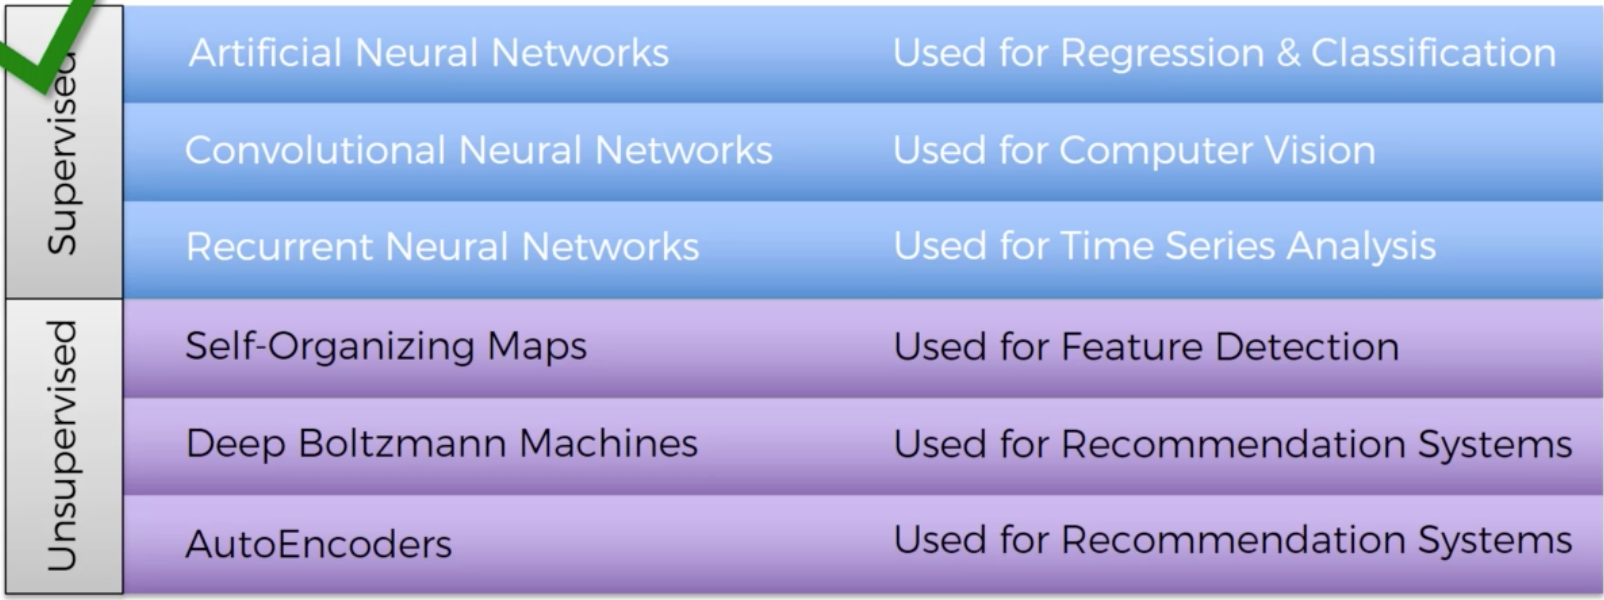 Supervised
Artificial Neural Networks Used for Regression & Classification
Convolutional Neural Networks Used for Computer Vision
Recurrent Neural Networks Used for Time Series Analysis
Unsupervised
Self-Organizing Maps Used for Feature Detection
Deep Boltzmann Machines Used for Recommendation Systems
AutoEncoders Used for Recommendation Systems